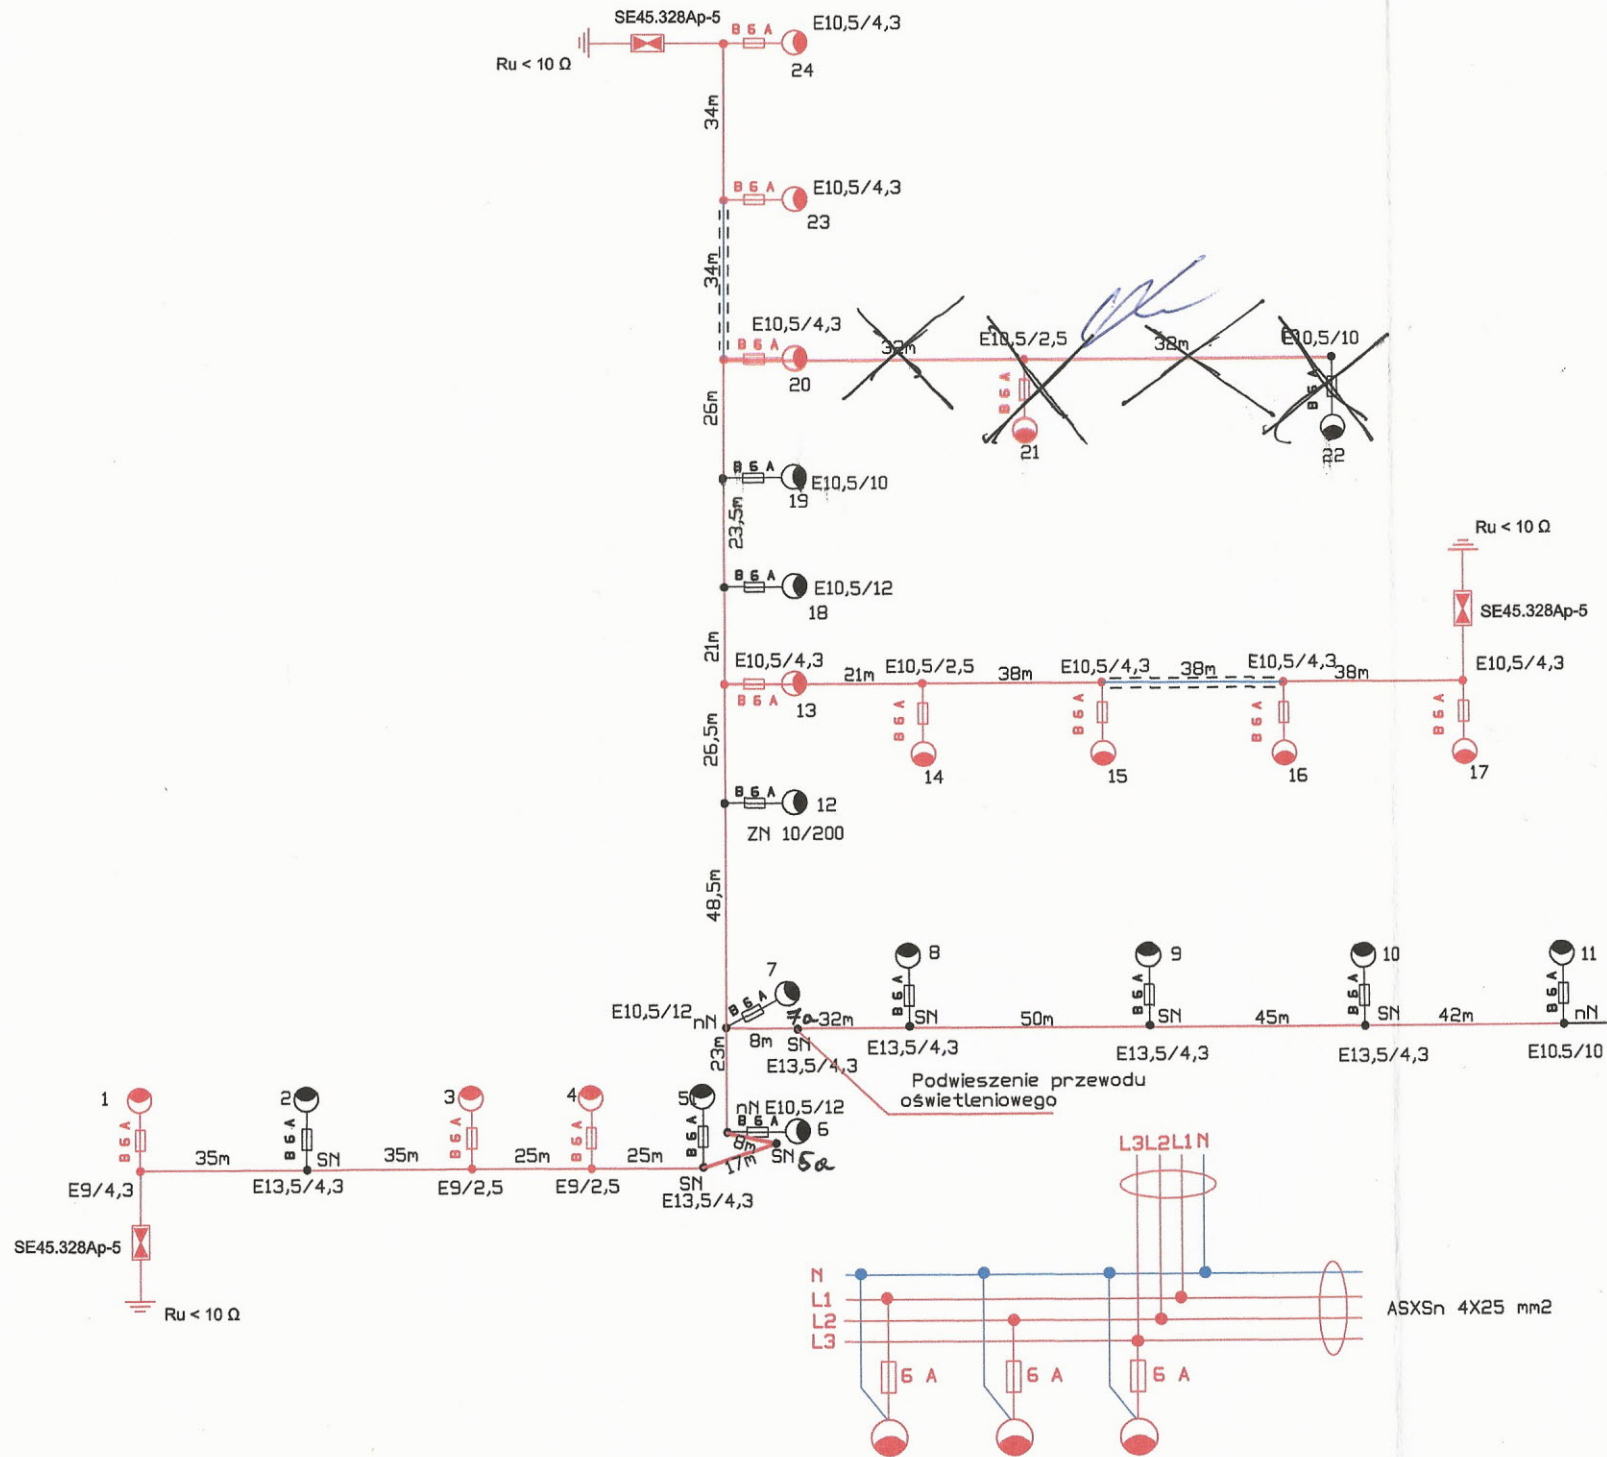 SE45.328Ap-5
B 6 A
E10,5/4,3
24
Ru < 10 Ω
34m
B 6 A
E10,5/4,3
23
34m
E10,5/4,3
B 6 A
20
32m
E10,5/2,5
B 6 A
21
32m
E10,5/10
B 6 A
22
26m
B 6 A
E10,5/10
19
23,5m
B 6 A
E10,5/12
18
21m
Ru < 10 Ω
SE45.328Ap-5
E10,5/4,3
B 6 A
13
21m
E10,5/2,5
B 6 A
14
38m
E10,5/4,3
B 6 A
15
38m
E10,5/4,3
B 6 A
16
38m
E10,5/4,3
B 6 A
17
26,5m
B 6 A
12
ZN 10/200
48,5m
7
B 6 A
E10,5/12
nN
8m
7a
SN
E13,5/4,3
32m
8
B 6 A
SN
E13,5/4,3
50m
9
B 6 A
SN
E13,5/4,3
45m
10
B 6 A
SN
E13,5/4,3
42m
11
B 6 A
nN
E10,5/10
Podwieszenie przewodu
oświetleniowego
23m
1
B 6 A
E9/4,3
35m
2
B 6 A
SN
E13,5/4,3
35m
3
B 6 A
E9/2,5
25m
4
B 6 A
E9/2,5
25m
5
B 6 A
SN
E13,5/4,3
nN E10,5/12
B 6 A
6
8m
17m
SN
5a
SE45.328Ap-5
Ru < 10 Ω
L3L2L1 N
N
L1
L2
L3
ASXSn 4X25 mm2
6 A
6 A
6 A